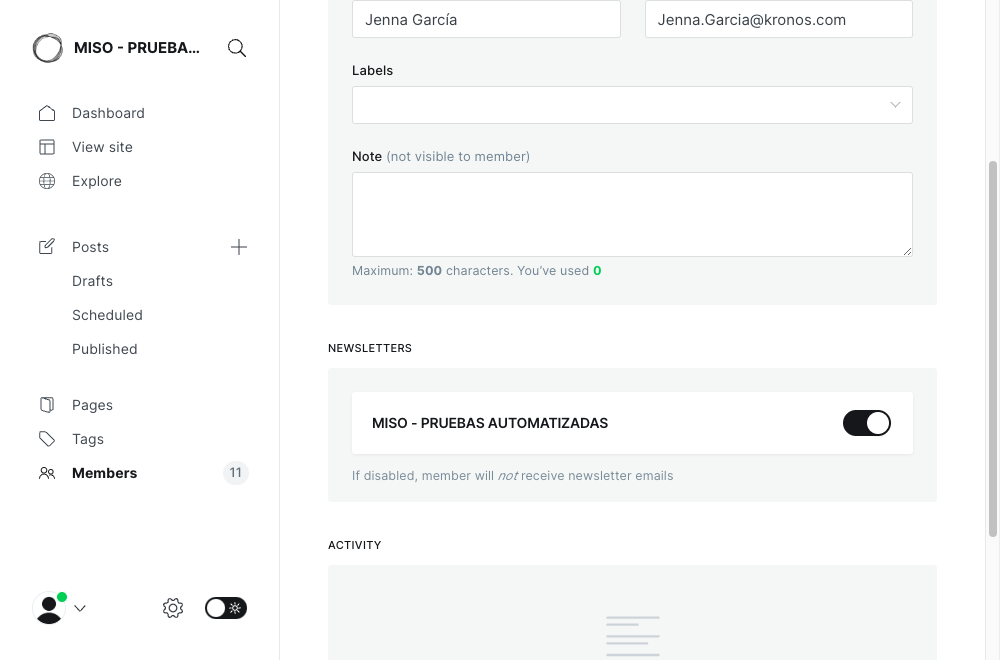 MISO - PRUEBA...
Dashboard
View site
Explore
Posts
Drafts
Scheduled
Published
Pages
Tags
Members 11
Jenna García Jenna.Garcia@kronos.com
Labels
Note (not visible to member)
Maximum: 500 characters. You’ve used 0
NEWSLETTERS
MISO - PRUEBAS AUTOMATIZADAS
If disabled, member will not receive newsletter emails
ACTIVITY